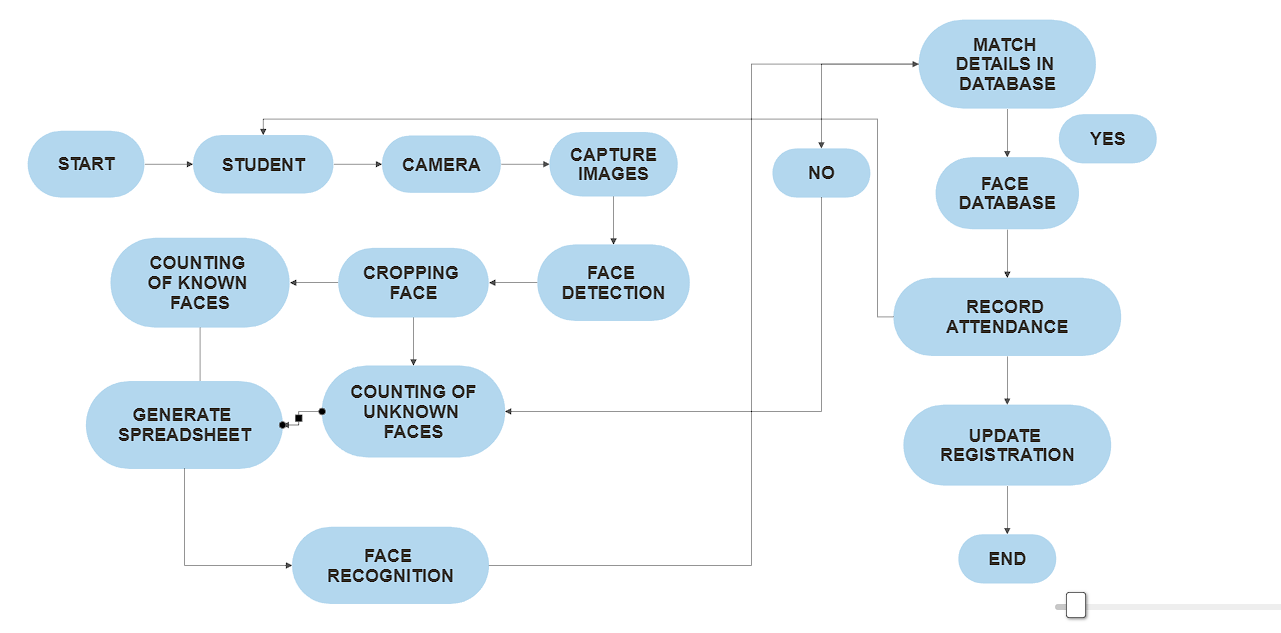 START
STUDENT
CAMERA
CAPTURE
IMAGES
FACE
DETECTION
CROPPING
FACE
COUNTING
OF KNOWN
FACES
COUNTING OF
UNKNOWN
FACES
GENERATE
SPREADSHEET
FACE
RECOGNITION
MATCH
DETAILS IN
DATABASE
NO
YES
FACE
DATABASE
RECORD
ATTENDANCE
UPDATE
REGISTRATION
END